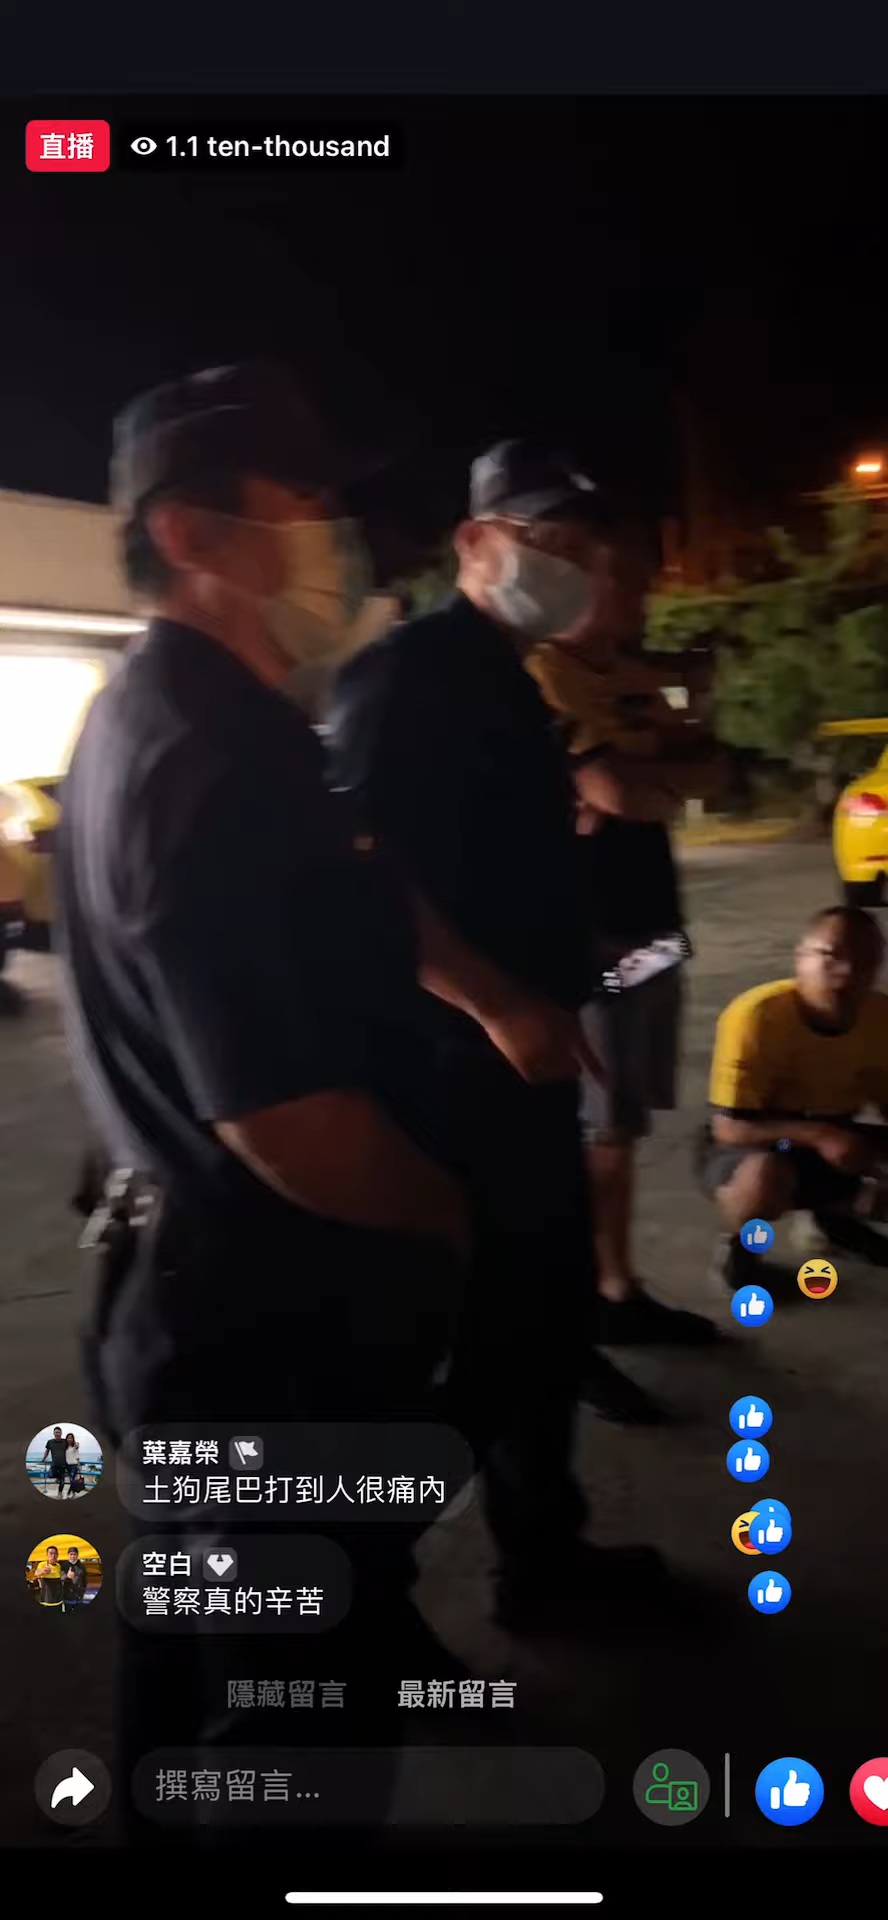 直播
1.1 ten-thousand
葉嘉榮
土狗尾巴打到人很痛內
空白
警察真的辛苦
隱藏留言
最新留言
撰寫留言...